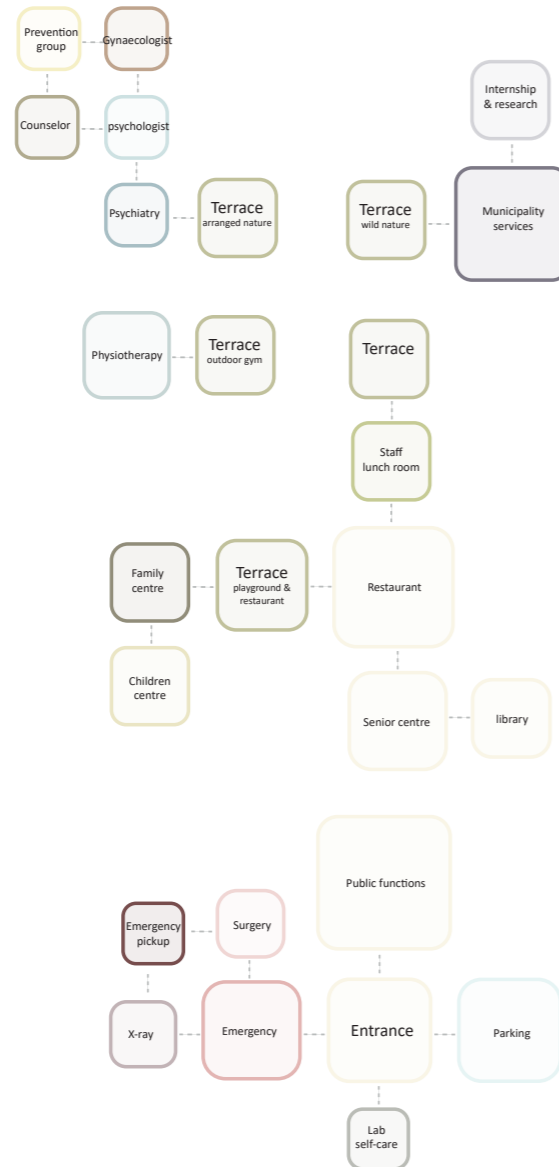 Prevention
group
Gynaecologist
Internship
& research
Counselor
psychologist
Psychiatry
Terrace
arranged nature
Terrace
wild nature
Municipality
services
Physiotherapy
Terrace
outdoor gym
Terrace
Staff
lunch room
Family
centre
Terrace
playground &
restaurant
Restaurant
Children
centre
Senior centre
library
Public functions
Emergency
pickup
Surgery
X-ray
Emergency
Entrance
Parking
Lab
self-care